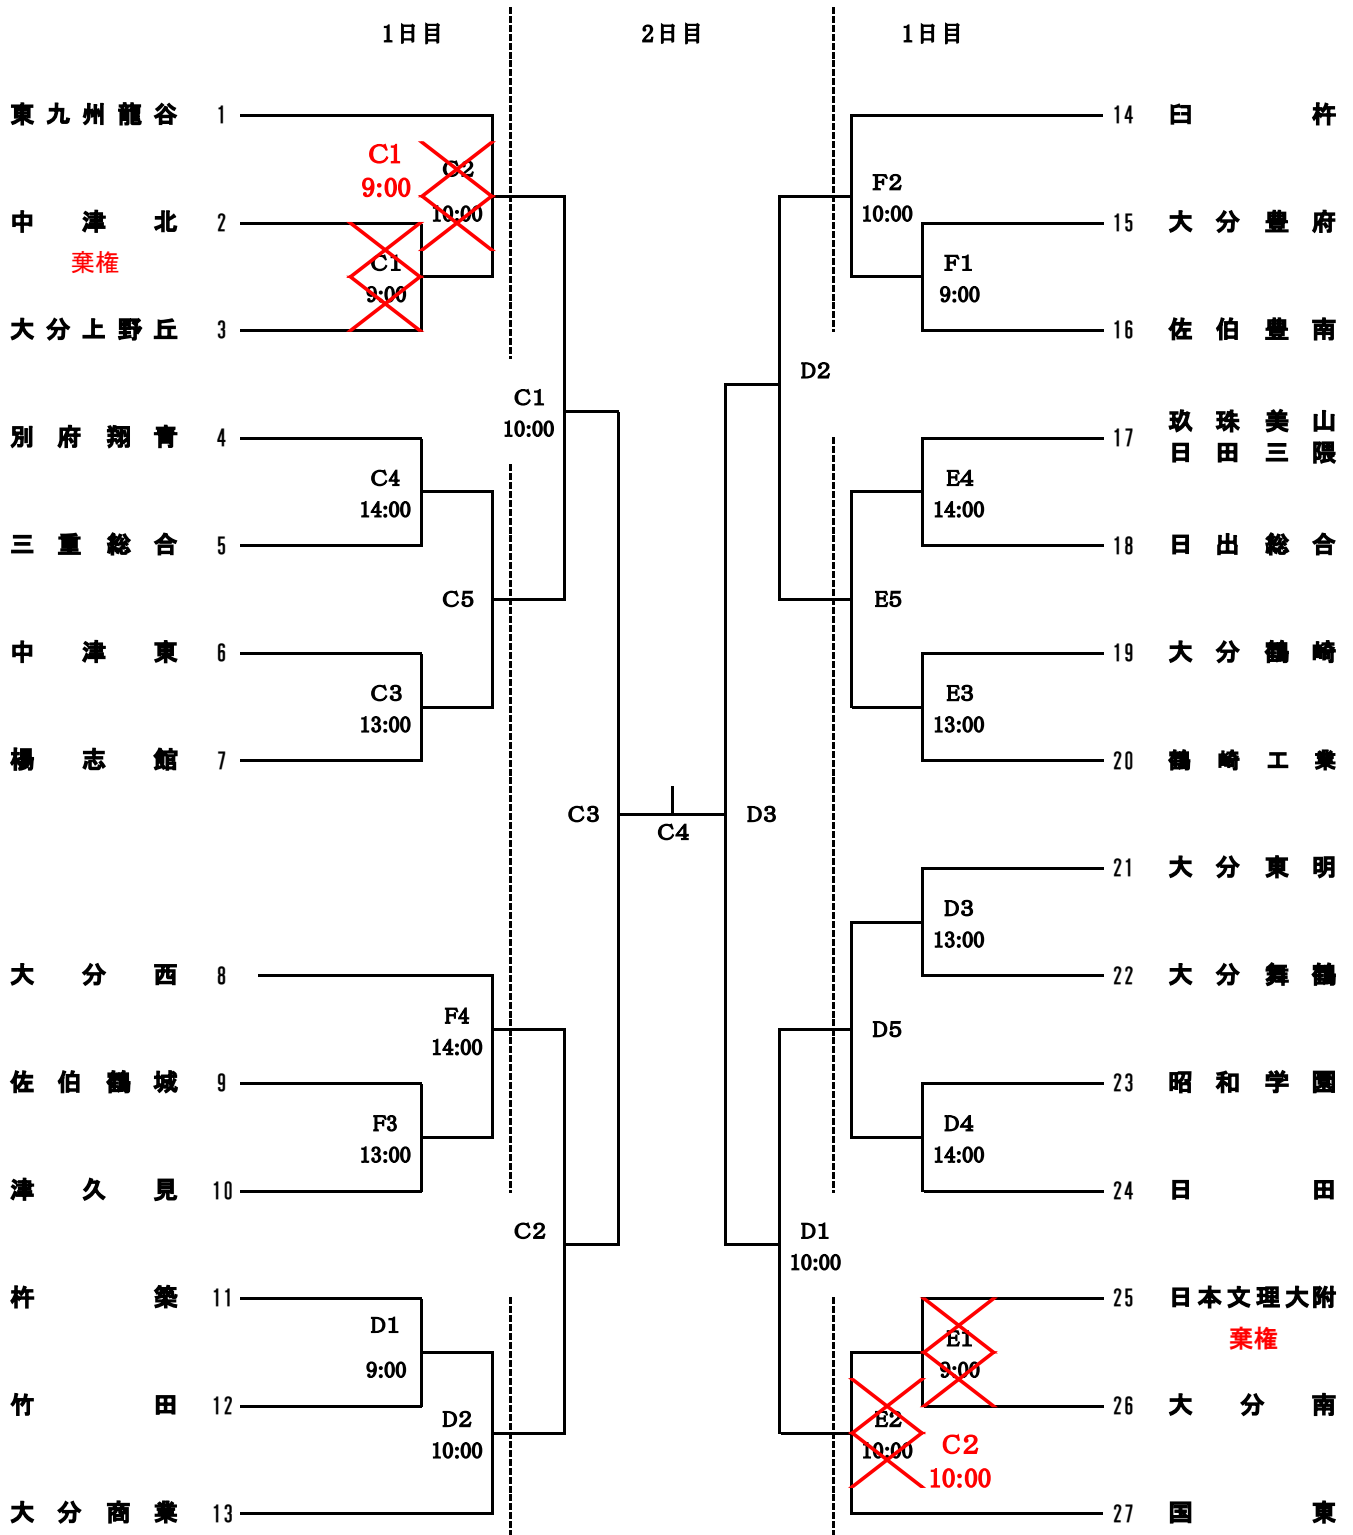 1日目 2日目 1日目
東九州龍谷 1
C1
9:00
C2
10:00
中津北 2
棄権
C1
9:00
大分上野丘 3
C1
10:00
別府翔青 4
C4
14:00
三重総合 5
C5
中津東 6
C3
13:00
楊志館 7
C3
C4
大分西 8
F4
14:00
佐伯鶴城 9
F3
13:00
津久見 10
C2
杵築 11
D1
9:00
竹田 12
D2
10:00
大分商業 13
14 臼杵
F2
10:00
15 大分豊府
F1
9:00
16 佐伯豊南
D2
17 玖珠美山
日田三隈
E4
14:00
18 日出総合
E5
19 大分鶴崎
E3
13:00
20 鶴崎工業
D3
21 大分東明
D3
13:00
22 大分舞鶴
D5
23 昭和学園
D4
14:00
24 日田
D1
10:00
25 日本文理大附
棄権
E1
9:00
26 大分南
E2
10:00
C2
10:00
27 国東